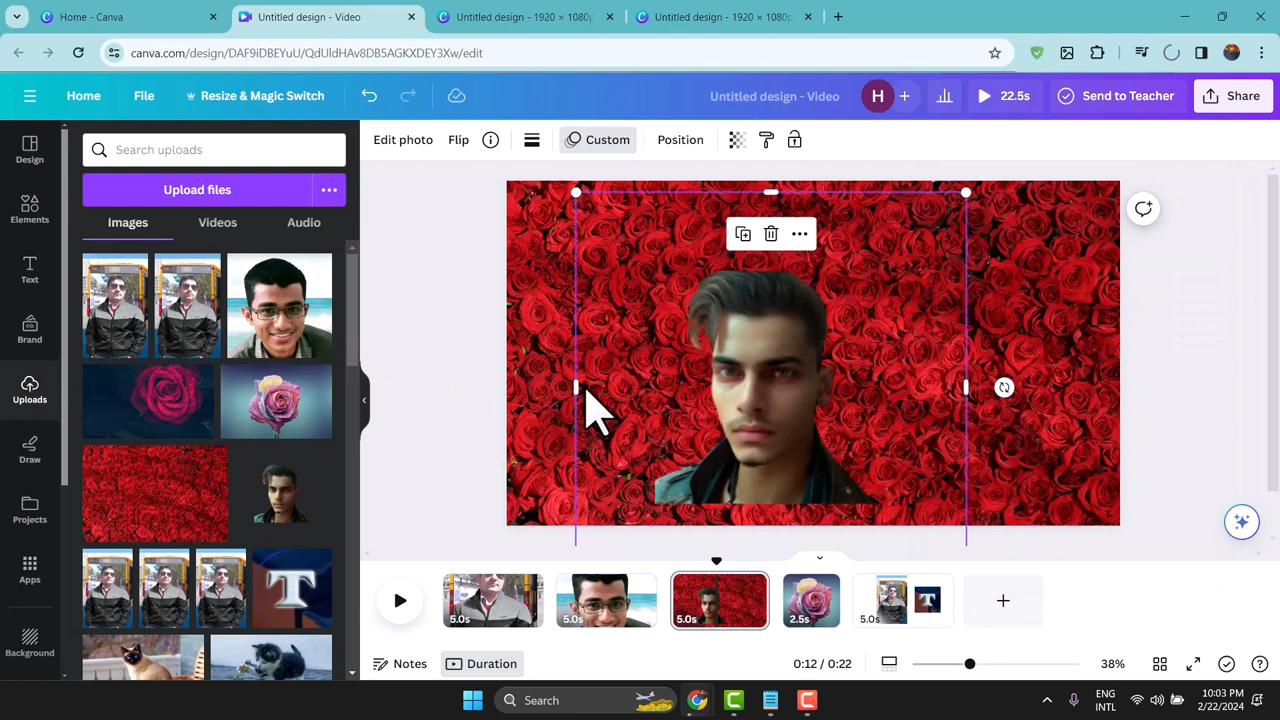 Home - Canva
Untitled design - Video
Untitled design - 1920 × 1080p
Untitled design - 1920 × 1080p
canva.com/design/DAF9iDBEYuU/QdUldHAv8DB5AGKXDEY3Xw/edit
Home
File
Resize & Magic Switch
Untitled design - Video
H
22.5s
Send to Teacher
Share
Design
Elements
Text
Brand
Uploads
Draw
Projects
Apps
Background
Search uploads
Upload files
Images
Videos
Audio
T
Edit photo
Flip
Custom
Position
5.0s
5.0s
5.0s
2.5s
5.0s
T
Notes
Duration
0:12 / 0:22
38%
Search
ENG
INTL
10:03 PM
2/22/2024